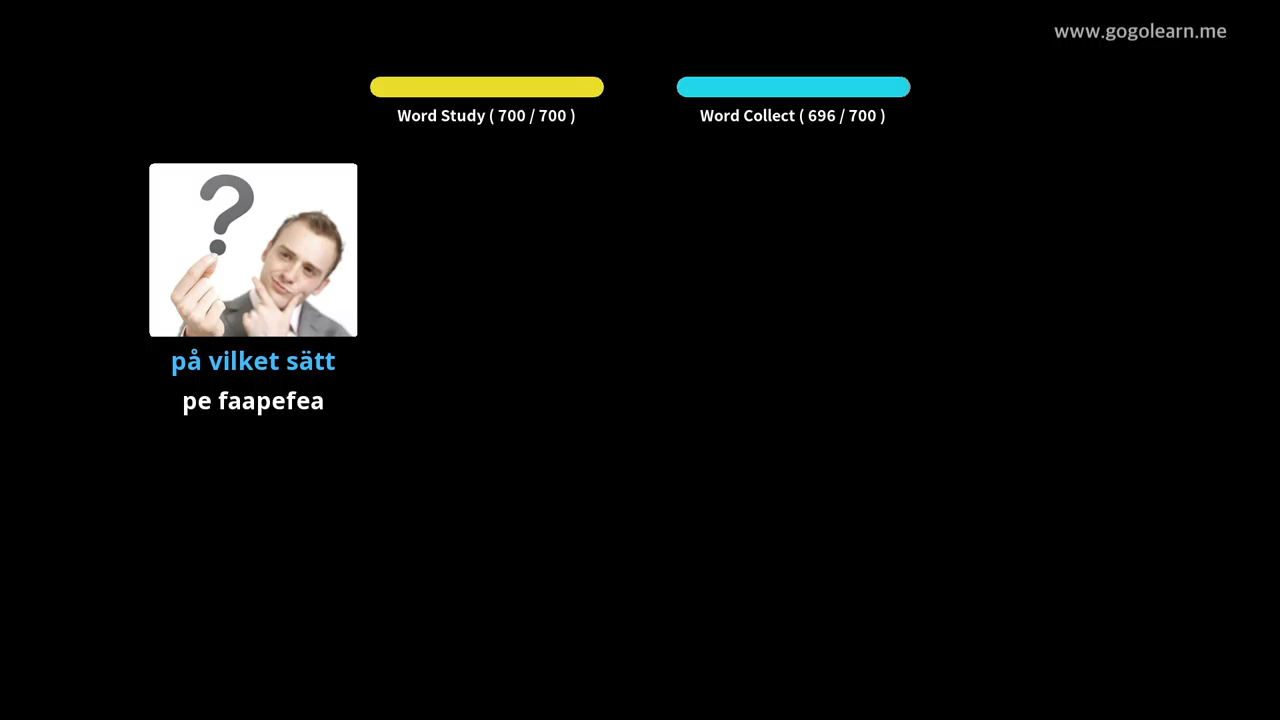 www.gogolearn.me
Word Study ( 700 / 700 )
Word Collect ( 696 / 700 )
?
på vilket sätt
pe faapefea